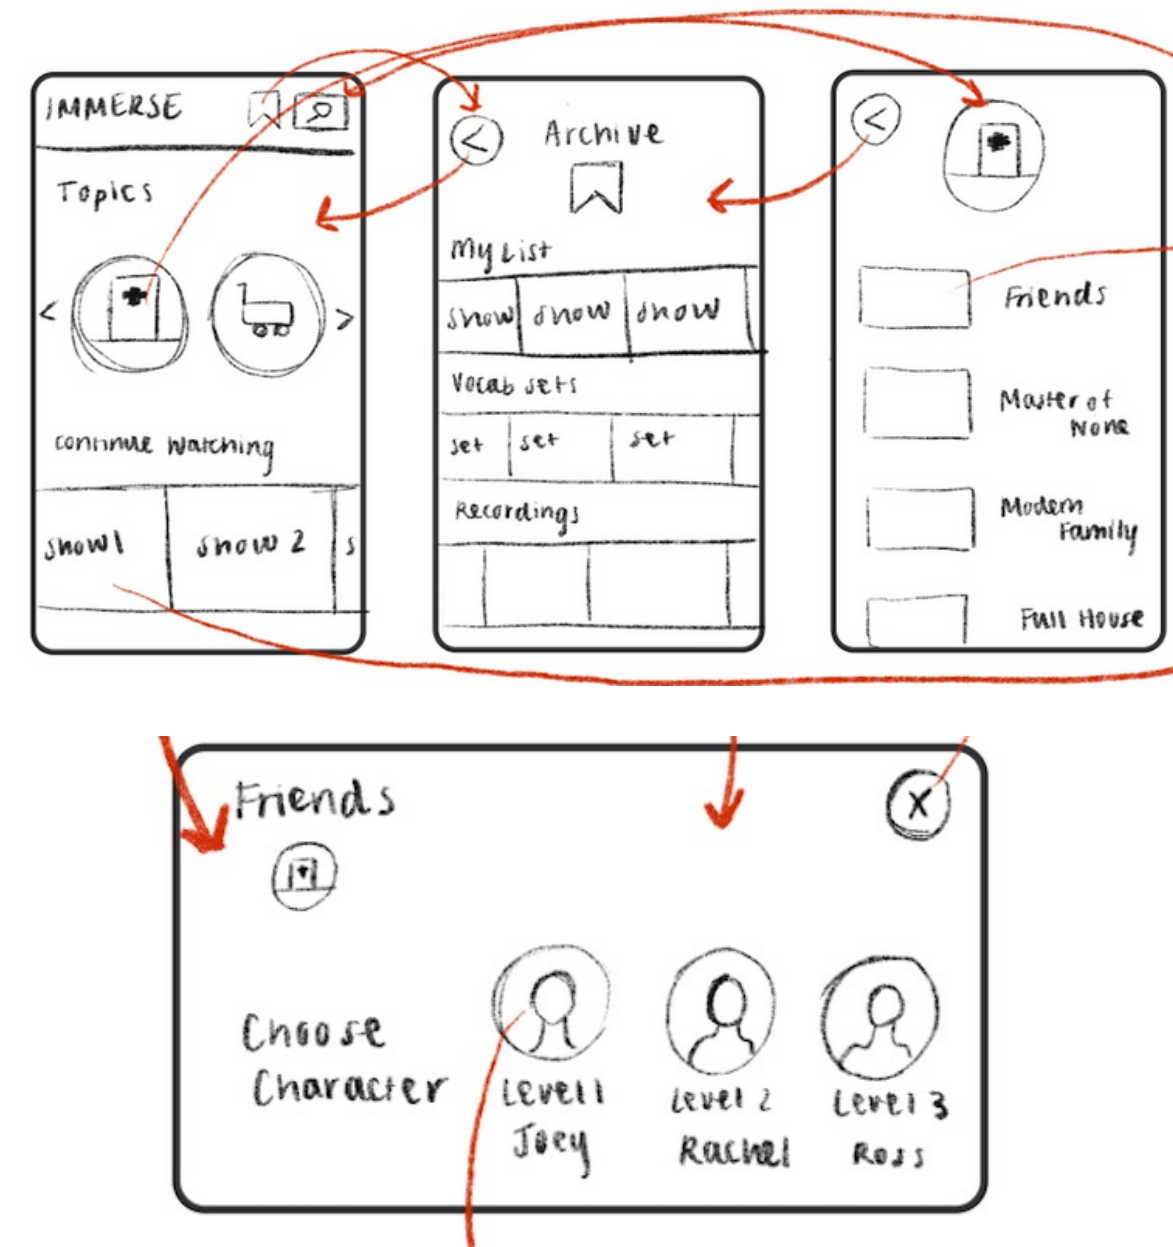 IMMERSE
Topics
<
>
continue watching
show 1
show 2
s
<
Archive
My List
show
show
show
Vocab sets
set
set
set
Recordings
<
Friends
Master of
None
Modern
Family
Full House
Friends
X
Choose
Character
Level 1
Joey
Level 2
Rachel
Level 3
Ross